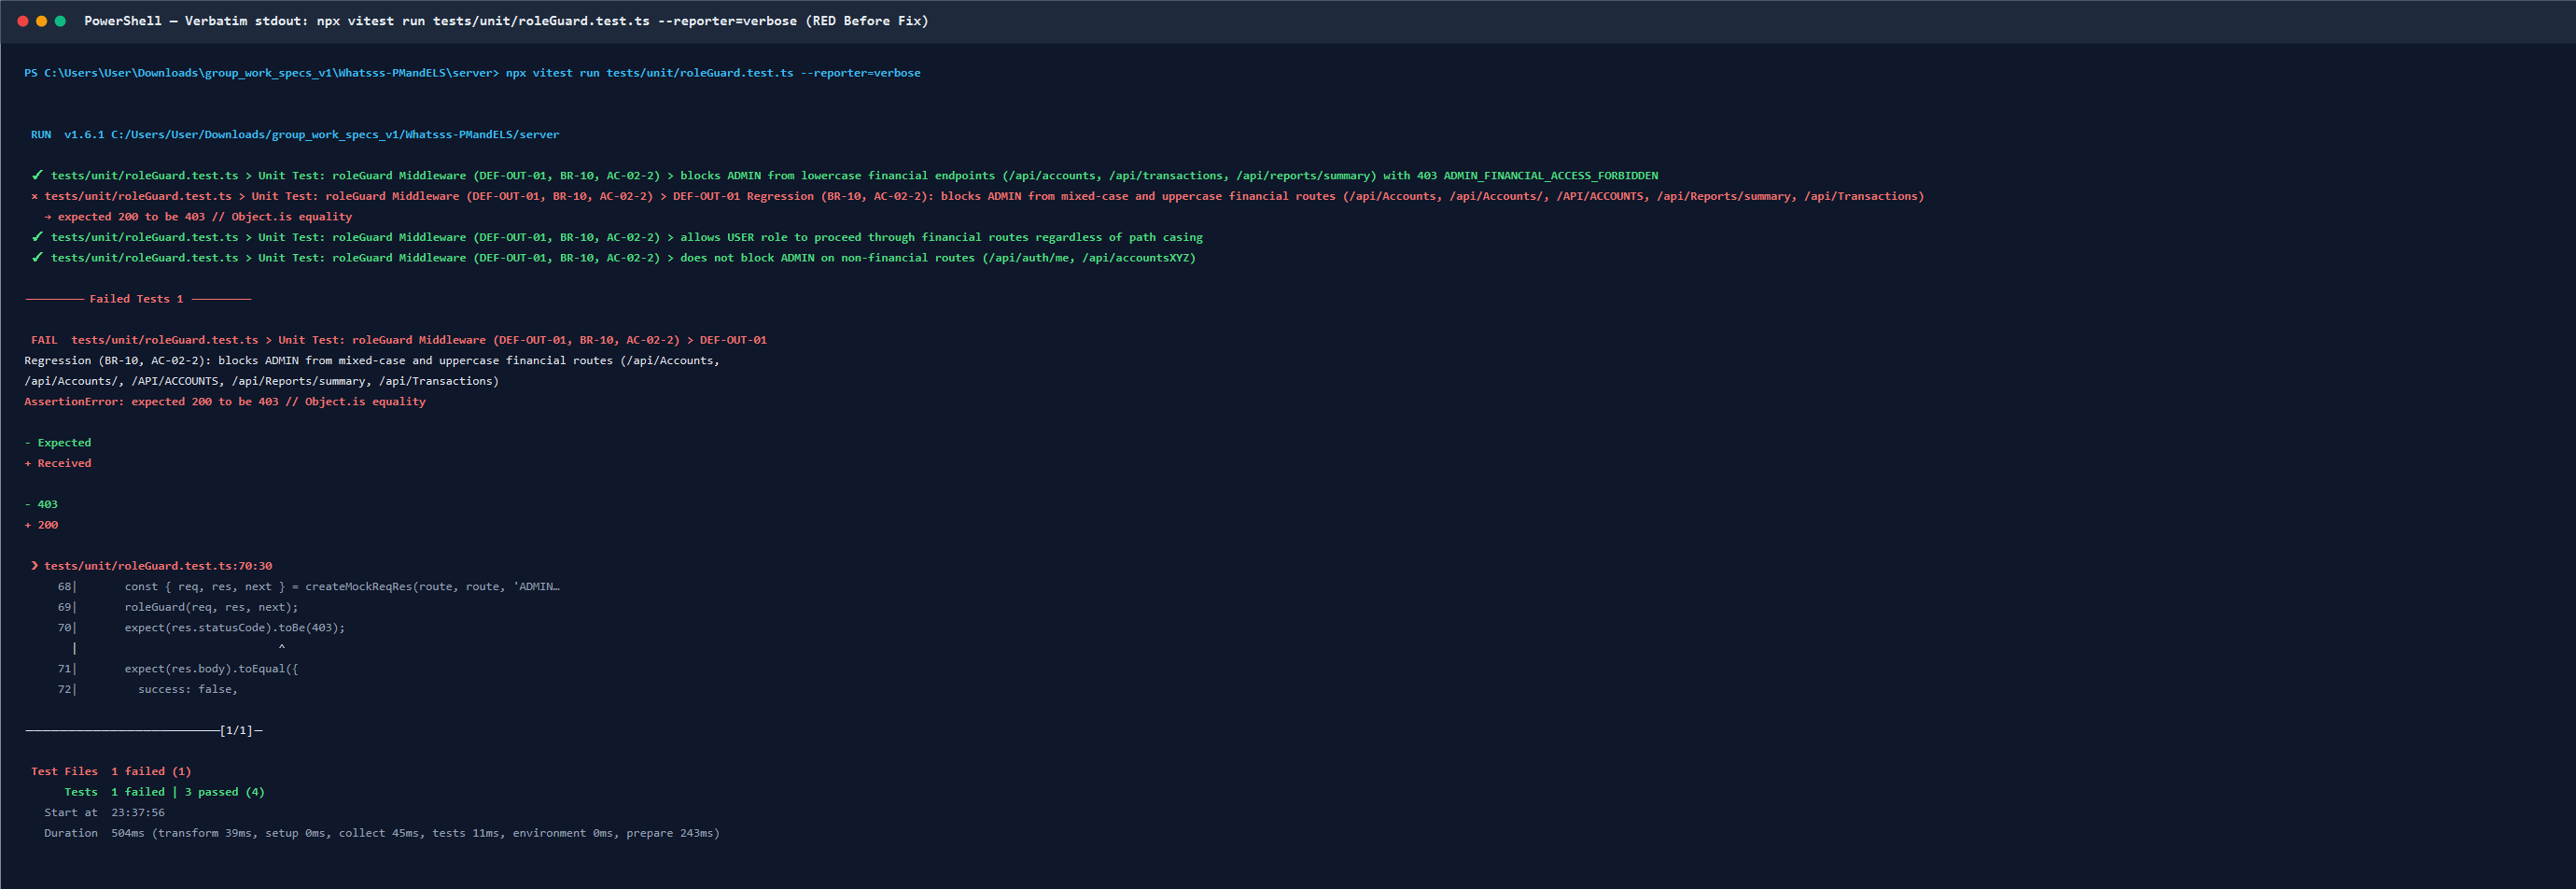 PowerShell — Verbatim stdout: npx vitest run tests/unit/roleGuard.test.ts --reporter=verbose (RED Before Fix)
PS C:\Users\User\Downloads\group_work_specs_v1\Whatsss-PMandELS\server> npx vitest run tests/unit/roleGuard.test.ts --reporter=verbose
RUN  v1.6.1 C:/Users/User/Downloads/group_work_specs_v1/Whatsss-PMandELS/server
✓ tests/unit/roleGuard.test.ts > Unit Test: roleGuard Middleware (DEF-OUT-01, BR-10, AC-02-2) > blocks ADMIN from lowercase financial endpoints (/api/accounts, /api/transactions, /api/reports/summary) with 403 ADMIN_FINANCIAL_ACCESS_FORBIDDEN
× tests/unit/roleGuard.test.ts > Unit Test: roleGuard Middleware (DEF-OUT-01, BR-10, AC-02-2) > DEF-OUT-01 Regression (BR-10, AC-02-2): blocks ADMIN from mixed-case and uppercase financial routes (/api/Accounts, /api/Accounts/, /API/ACCOUNTS, /api/Reports/summary, /api/Transactions)
→ expected 200 to be 403 // Object.is equality
✓ tests/unit/roleGuard.test.ts > Unit Test: roleGuard Middleware (DEF-OUT-01, BR-10, AC-02-2) > allows USER role to proceed through financial routes regardless of path casing
✓ tests/unit/roleGuard.test.ts > Unit Test: roleGuard Middleware (DEF-OUT-01, BR-10, AC-02-2) > does not block ADMIN on non-financial routes (/api/auth/me, /api/accountsXYZ)
───────── Failed Tests 1 ─────────
FAIL  tests/unit/roleGuard.test.ts > Unit Test: roleGuard Middleware (DEF-OUT-01, BR-10, AC-02-2) > DEF-OUT-01
Regression (BR-10, AC-02-2): blocks ADMIN from mixed-case and uppercase financial routes (/api/Accounts,
/api/Accounts/, /API/ACCOUNTS, /api/Reports/summary, /api/Transactions)
AssertionError: expected 200 to be 403 // Object.is equality
- Expected
+ Received
- 403
+ 200
❯ tests/unit/roleGuard.test.ts:70:30
68|       const { req, res, next } = createMockReqRes(route, route, 'ADMIN…
69|       roleGuard(req, res, next);
70|       expect(res.statusCode).toBe(403);
|                              ^
71|       expect(res.body).toEqual({
72|         success: false,
─────────────────────────────[1/1]─
Test Files  1 failed (1)
Tests  1 failed | 3 passed (4)
Start at  23:37:56
Duration  504ms (transform 39ms, setup 0ms, collect 45ms, tests 11ms, environment 0ms, prepare 243ms)